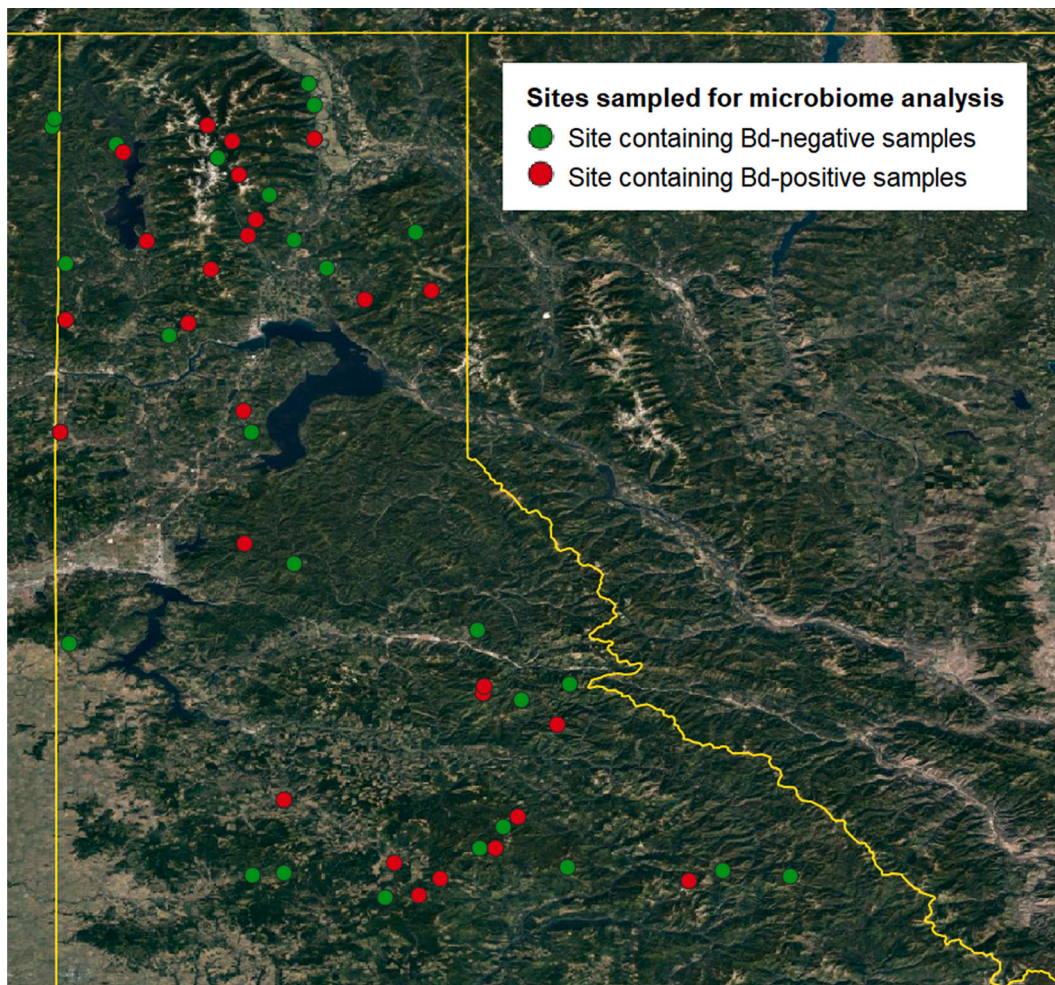 Sites sampled for microbiome analysis
Site containing Bd-negative samples
Site containing Bd-positive samples